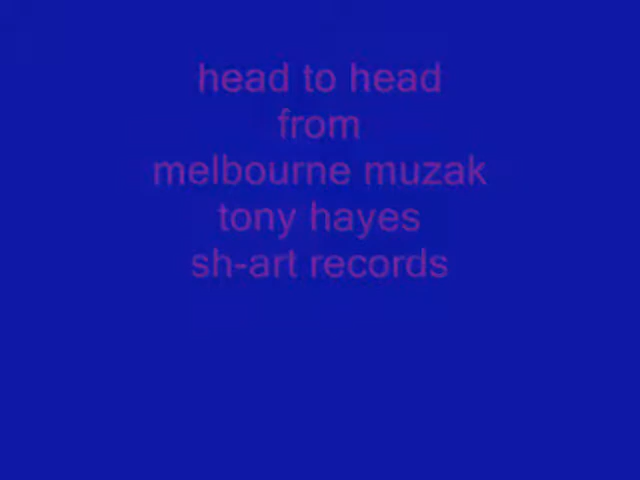 head to head
from
melbourne muzak
tony hayes
sh-art records